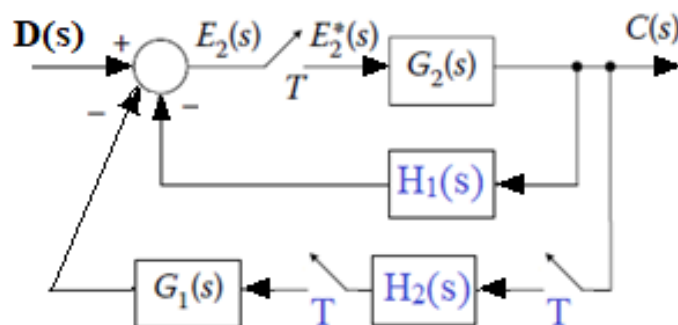 D(s) + E₂(s) E₂*(s) G₂(s) C(s)
T
− −
H₁(s)
G₁(s) T H₂(s) T